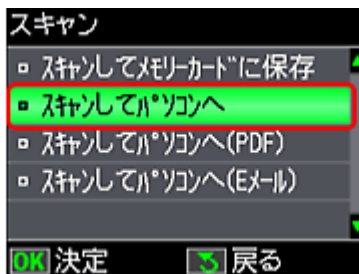 スキャン
ｽｷｬﾝしてﾒﾓﾘｰｶｰﾄﾞに保存
ｽｷｬﾝしてﾊﾟｿｺﾝへ
ｽｷｬﾝしてﾊﾟｿｺﾝへ(PDF)
ｽｷｬﾝしてﾊﾟｿｺﾝへ(Eﾒｰﾙ)
OK 決定 戻る